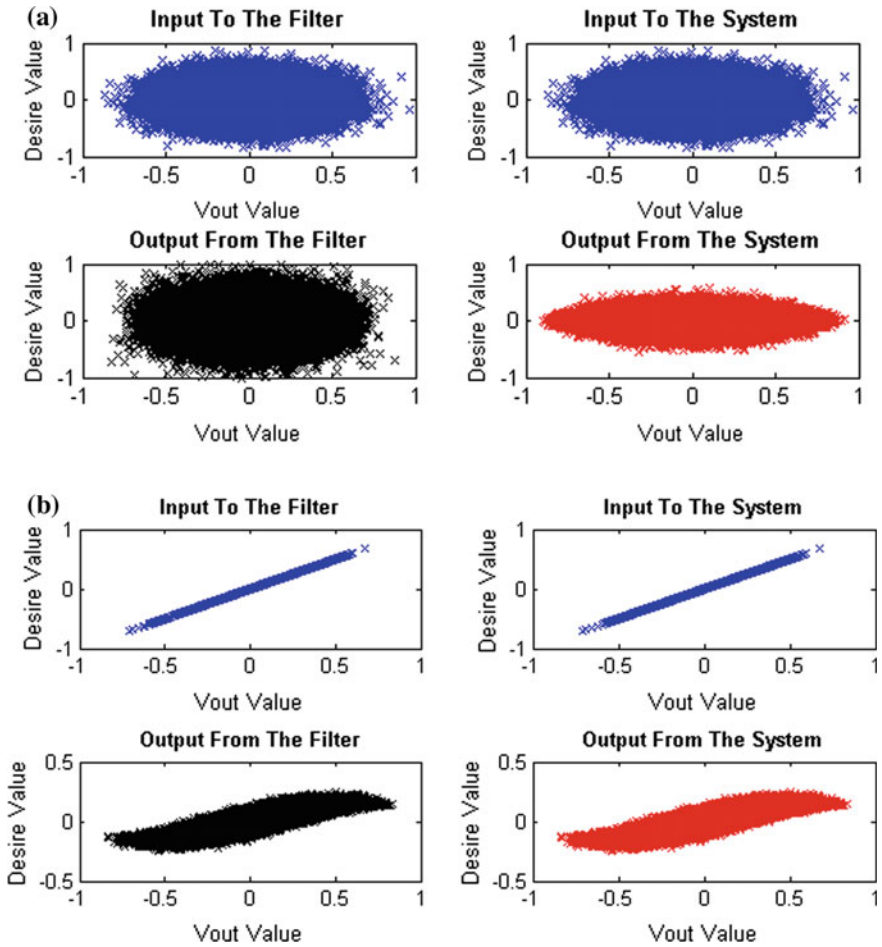 (a)
Input To The Filter
Desire Value
1
0
-1
-1 -0.5 0 0.5 1
Vout Value
Input To The System
Desire Value
1
0
-1
-1 -0.5 0 0.5 1
Vout Value
Output From The Filter
Desire Value
1
0
-1
-1 -0.5 0 0.5 1
Vout Value
Output From The System
Desire Value
1
0
-1
-1 -0.5 0 0.5 1
Vout Value
(b)
Input To The Filter
Desire Value
1
0
-1
-1 -0.5 0 0.5 1
Vout Value
Input To The System
Desire Value
1
0
-1
-1 -0.5 0 0.5 1
Vout Value
Output From The Filter
Desire Value
0.5
0
-0.5
-1 -0.5 0 0.5 1
Vout Value
Output From The System
Desire Value
0.5
0
-0.5
-1 -0.5 0 0.5 1
Vout Value